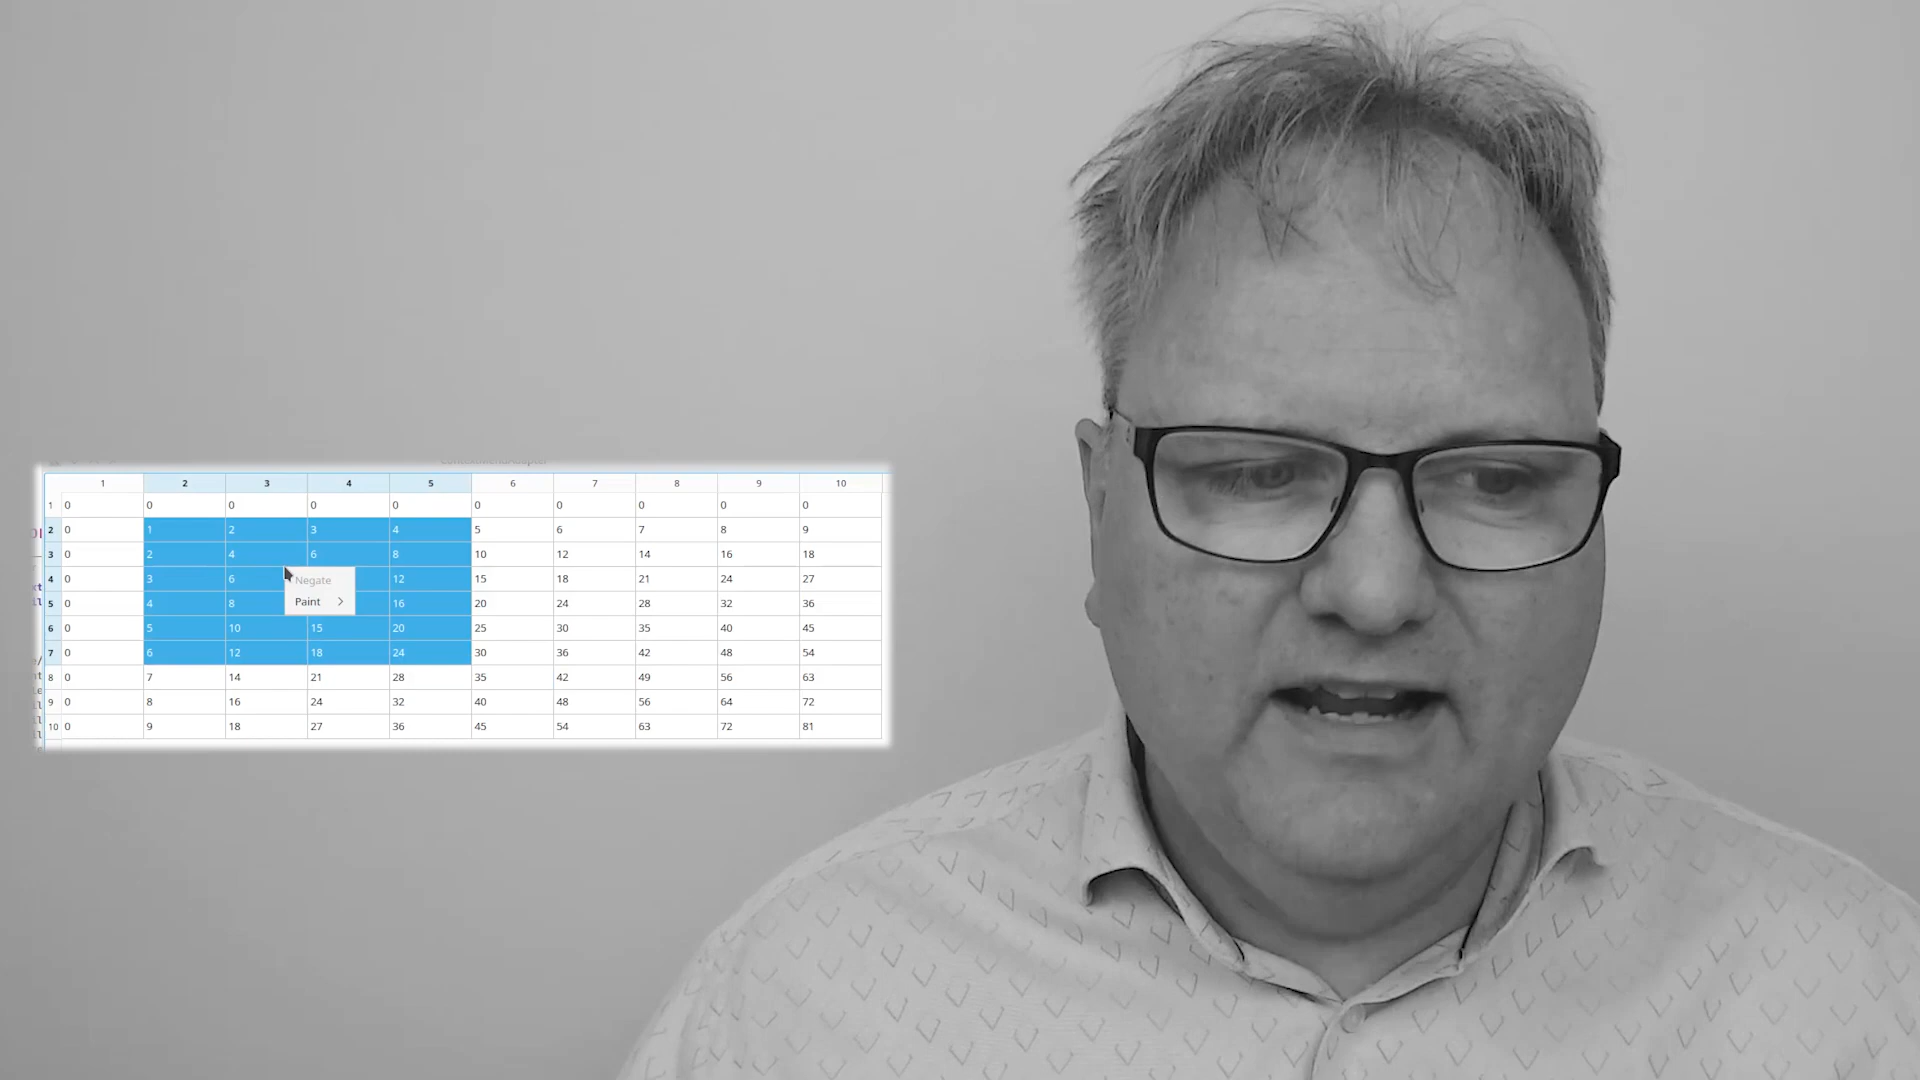 1 2 3 4 5 6 7 8 9 10
1 0 0 0 0 0 0 0 0 0 0
2 0 1 2 3 4 5 6 7 8 9
3 0 2 4 6 8 10 12 14 16 18
4 0 3 6 12 15 18 21 24 27
Negate
5 0 4 8 16 20 24 28 32 36
Paint
6 0 5 10 15 20 25 30 35 40 45
7 0 6 12 18 24 30 36 42 48 54
8 0 7 14 21 28 35 42 49 56 63
9 0 8 16 24 32 40 48 56 64 72
10 0 9 18 27 36 45 54 63 72 81